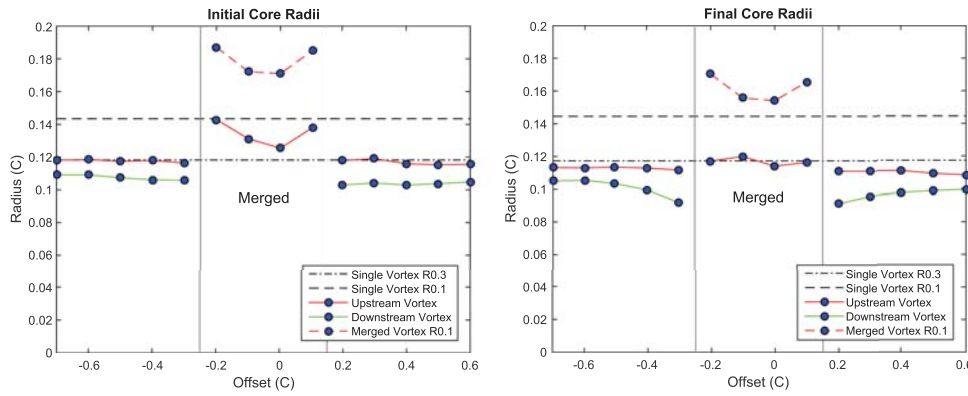 Initial Core Radii
0.2
0.18
0.16
0.14
0.12
0.1
0.08
0.06
0.04
0.02
0
Radius (C)
Merged
Single Vortex R0.3
Single Vortex R0.1
Upstream Vortex
Downstream Vortex
Merged Vortex R0.1
-0.6 -0.4 -0.2 0 0.2 0.4 0.6
Offset (C)
Final Core Radii
0.2
0.18
0.16
0.14
0.12
0.1
0.08
0.06
0.04
0.02
0
Radius (C)
Merged
Single Vortex R0.3
Single Vortex R0.1
Upstream Vortex
Downstream Vortex
Merged Vortex R0.1
-0.6 -0.4 -0.2 0 0.2 0.4 0.6
Offset (C)